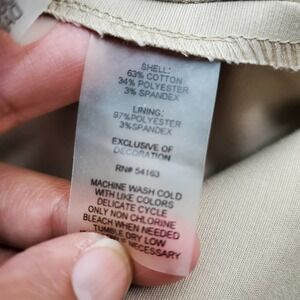 SHELL:
63% COTTON
34% POLYESTER
3% SPANDEX
LINING:
97%POLYESTER
3%SPANDEX
EXCLUSIVE OF
DECORATION
RN# 54163
MACHINE WASH COLD
WITH LIKE COLORS
DELICATE CYCLE
ONLY NON CHLORINE
BLEACH WHEN NEEDED
TUMBLE DRY LOW
NECESSARY